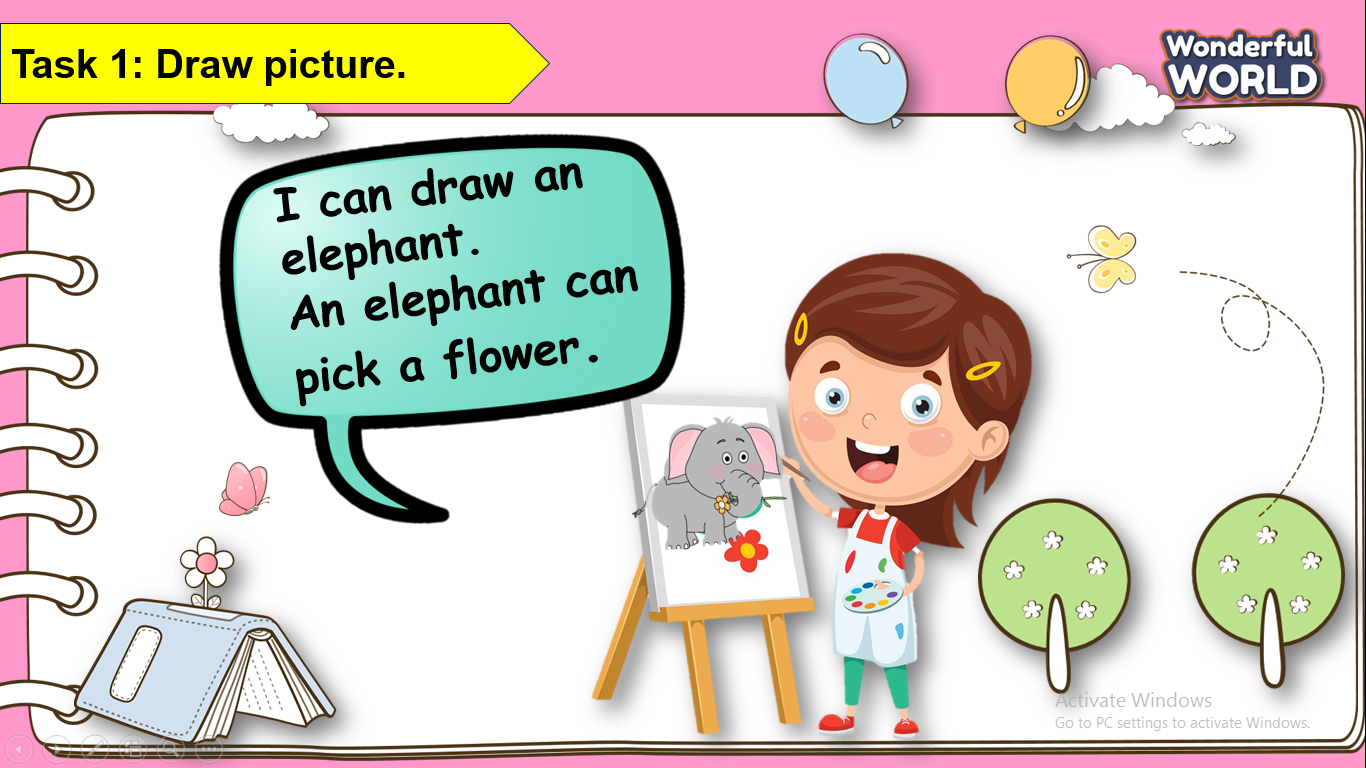 Task 1: Draw picture.
Wonderful
WORLD
I can draw an
elephant.
An elephant can
pick a flower.
Activate Windows
Go to PC settings to activate Windows.